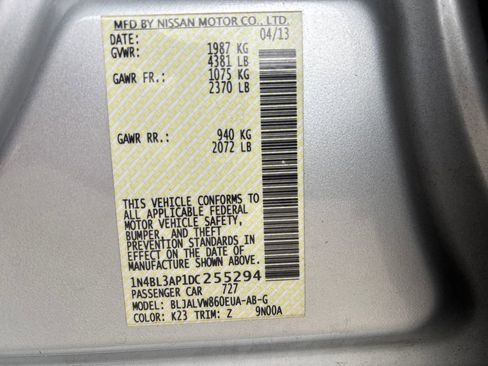 MFD BY NISSAN MOTOR CO., LTD.
DATE: 04/13
GVWR: 1987 KG
4381 LB
GAWR FR.: 1075 KG
2370 LB
GAWR RR.: 940 KG
2072 LB
THIS VEHICLE CONFORMS TO
ALL APPLICABLE FEDERAL
MOTOR VEHICLE SAFETY,
BUMPER, AND THEFT
PREVENTION STANDARDS IN
EFFECT ON THE DATE OF
MANUFACTURE SHOWN ABOVE.
1N4BL3AP1DC255294
PASSENGER CAR 727
MODEL: BL3ALVW860EUA-AB-G
COLOR: K23 TRIM: Z 9N00A